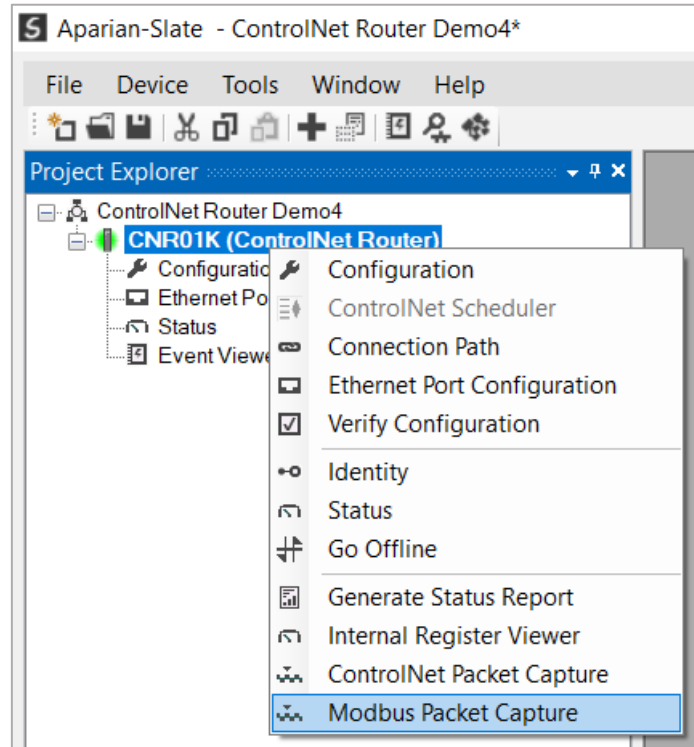 Aparian-Slate - ControlNet Router Demo4*
File Device Tools Window Help
Project Explorer
ControlNet Router Demo4
CNR01K (ControlNet Router)
Configuratio
Ethernet Po
Status
Event Viewe
Configuration
ControlNet Scheduler
Connection Path
Ethernet Port Configuration
Verify Configuration
Identity
Status
Go Offline
Generate Status Report
Internal Register Viewer
ControlNet Packet Capture
Modbus Packet Capture